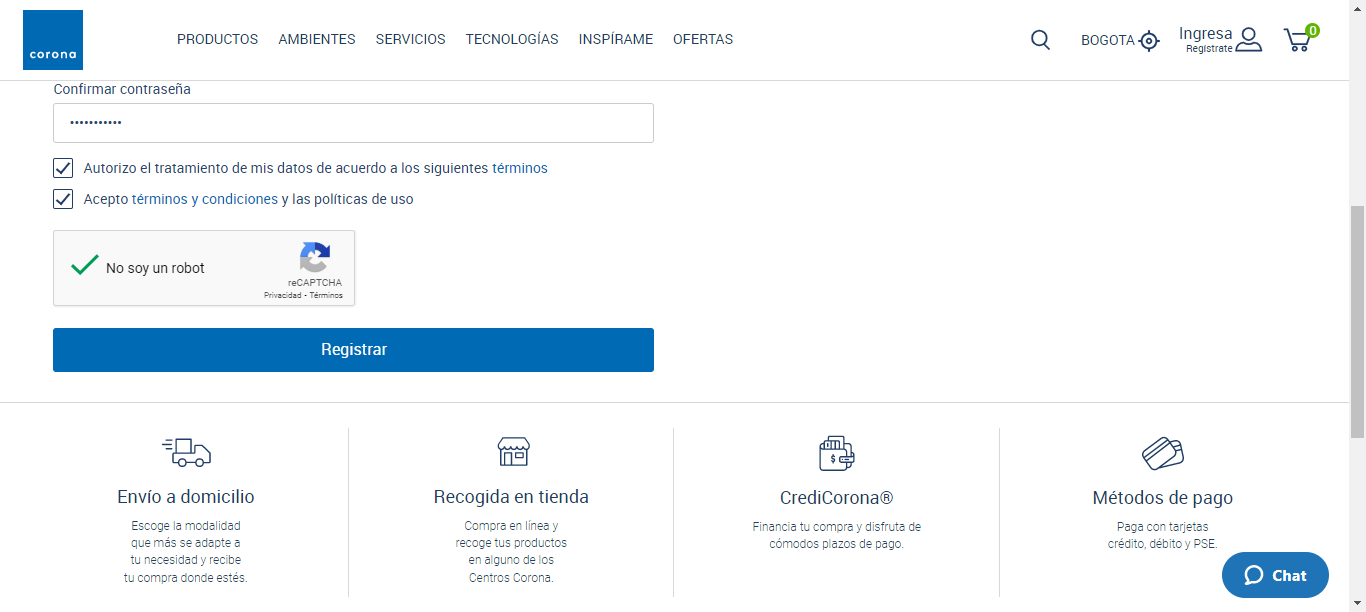 corona
PRODUCTOS AMBIENTES SERVICIOS TECNOLOGÍAS INSPÍRAME OFERTAS
BOGOTA
Ingresa
Regístrate
0
Confirmar contraseña
•••••••••••
Autorizo el tratamiento de mis datos de acuerdo a los siguientes términos
Acepto términos y condiciones y las políticas de uso
No soy un robot
reCAPTCHA
Privacidad - Términos
Registrar
Envío a domicilio
Escoge la modalidad
que más se adapte a
tu necesidad y recibe
tu compra donde estés.
Recogida en tienda
Compra en línea y
recoge tus productos
en alguno de los
Centros Corona.
CrediCorona®
Financia tu compra y disfruta de
cómodos plazos de pago.
Métodos de pago
Paga con tarjetas
crédito, débito y PSE.
Chat